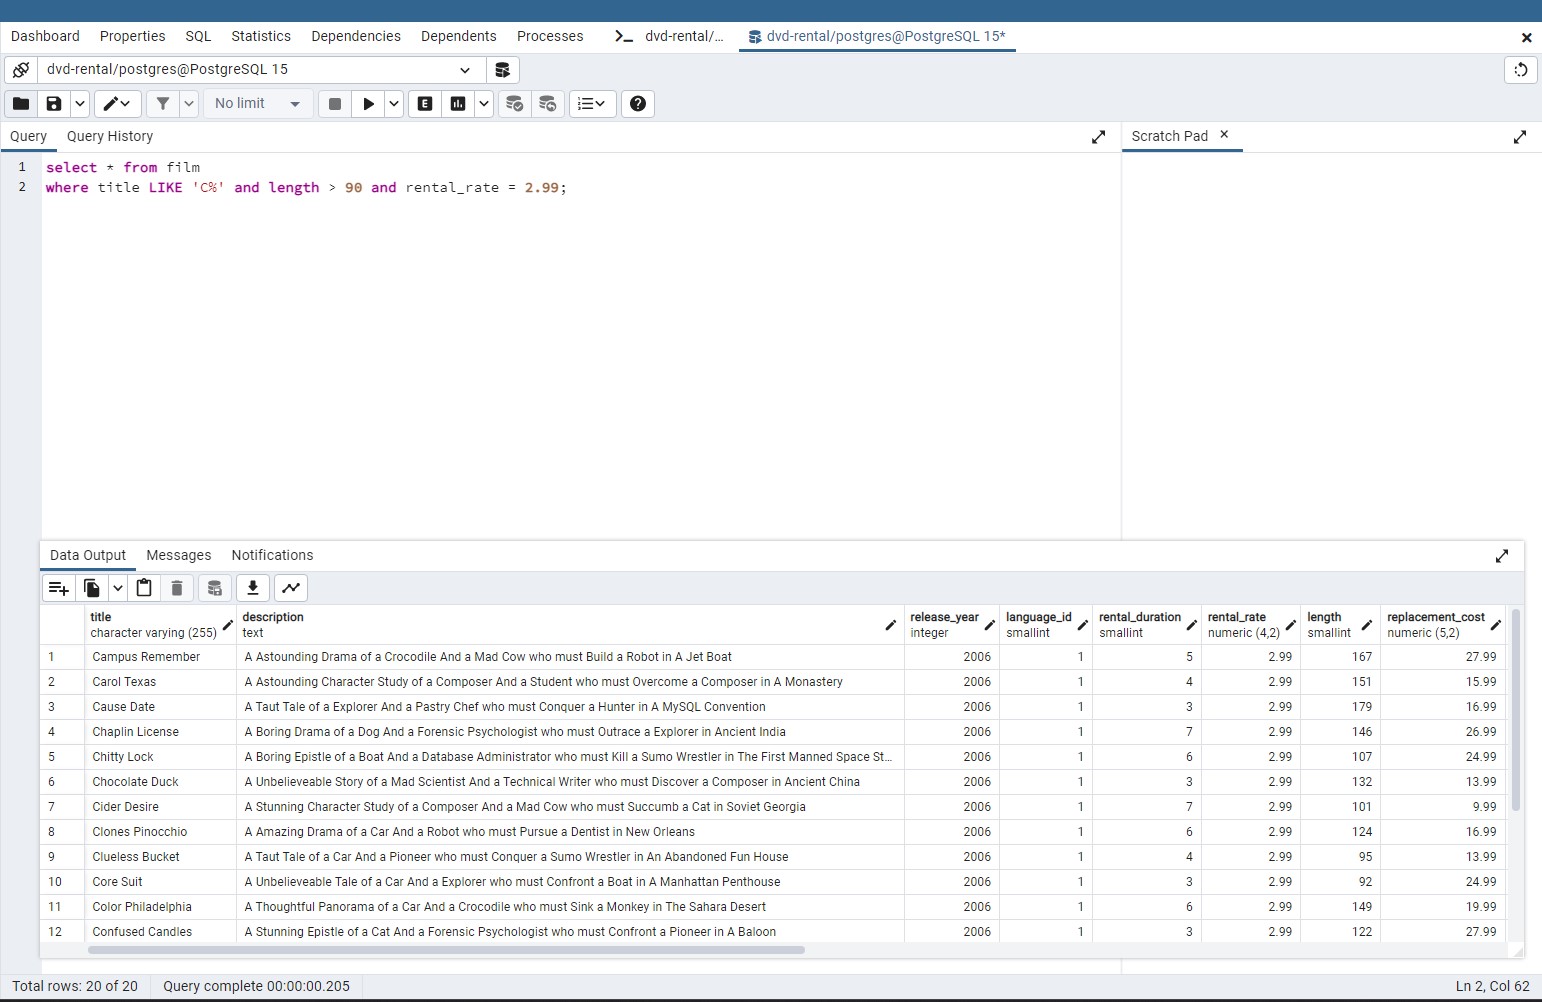 Dashboard Properties SQL Statistics Dependencies Dependents Processes dvd-rental/... dvd-rental/postgres@PostgreSQL 15*
dvd-rental/postgres@PostgreSQL 15
No limit
Query Query History Scratch Pad
1 select * from film
2 where title LIKE 'C%' and length > 90 and rental_rate = 2.99;
Data Output Messages Notifications
title description release_year language_id rental_duration rental_rate length replacement_cost
character varying (255) text integer smallint smallint numeric (4,2) smallint numeric (5,2)
1 Campus Remember A Astounding Drama of a Crocodile And a Mad Cow who must Build a Robot in A Jet Boat 2006 1 5 2.99 167 27.99
2 Carol Texas A Astounding Character Study of a Composer And a Student who must Overcome a Composer in A Monastery 2006 1 4 2.99 151 15.99
3 Cause Date A Taut Tale of a Explorer And a Pastry Chef who must Conquer a Hunter in A MySQL Convention 2006 1 3 2.99 179 16.99
4 Chaplin License A Boring Drama of a Dog And a Forensic Psychologist who must Outrace a Explorer in Ancient India 2006 1 7 2.99 146 26.99
5 Chitty Lock A Boring Epistle of a Boat And a Database Administrator who must Kill a Sumo Wrestler in The First Manned Space St... 2006 1 6 2.99 107 24.99
6 Chocolate Duck A Unbelieveable Story of a Mad Scientist And a Technical Writer who must Discover a Composer in Ancient China 2006 1 3 2.99 132 13.99
7 Cider Desire A Stunning Character Study of a Composer And a Mad Cow who must Succumb a Cat in Soviet Georgia 2006 1 7 2.99 101 9.99
8 Clones Pinocchio A Amazing Drama of a Car And a Robot who must Pursue a Dentist in New Orleans 2006 1 6 2.99 124 16.99
9 Clueless Bucket A Taut Tale of a Car And a Pioneer who must Conquer a Sumo Wrestler in An Abandoned Fun House 2006 1 4 2.99 95 13.99
10 Core Suit A Unbelieveable Tale of a Car And a Explorer who must Confront a Boat in A Manhattan Penthouse 2006 1 3 2.99 92 24.99
11 Color Philadelphia A Thoughtful Panorama of a Car And a Crocodile who must Sink a Monkey in The Sahara Desert 2006 1 6 2.99 149 19.99
12 Confused Candles A Stunning Epistle of a Cat And a Forensic Psychologist who must Confront a Pioneer in A Baloon 2006 1 3 2.99 122 27.99
Total rows: 20 of 20 Query complete 00:00:00.205 Ln 2, Col 62